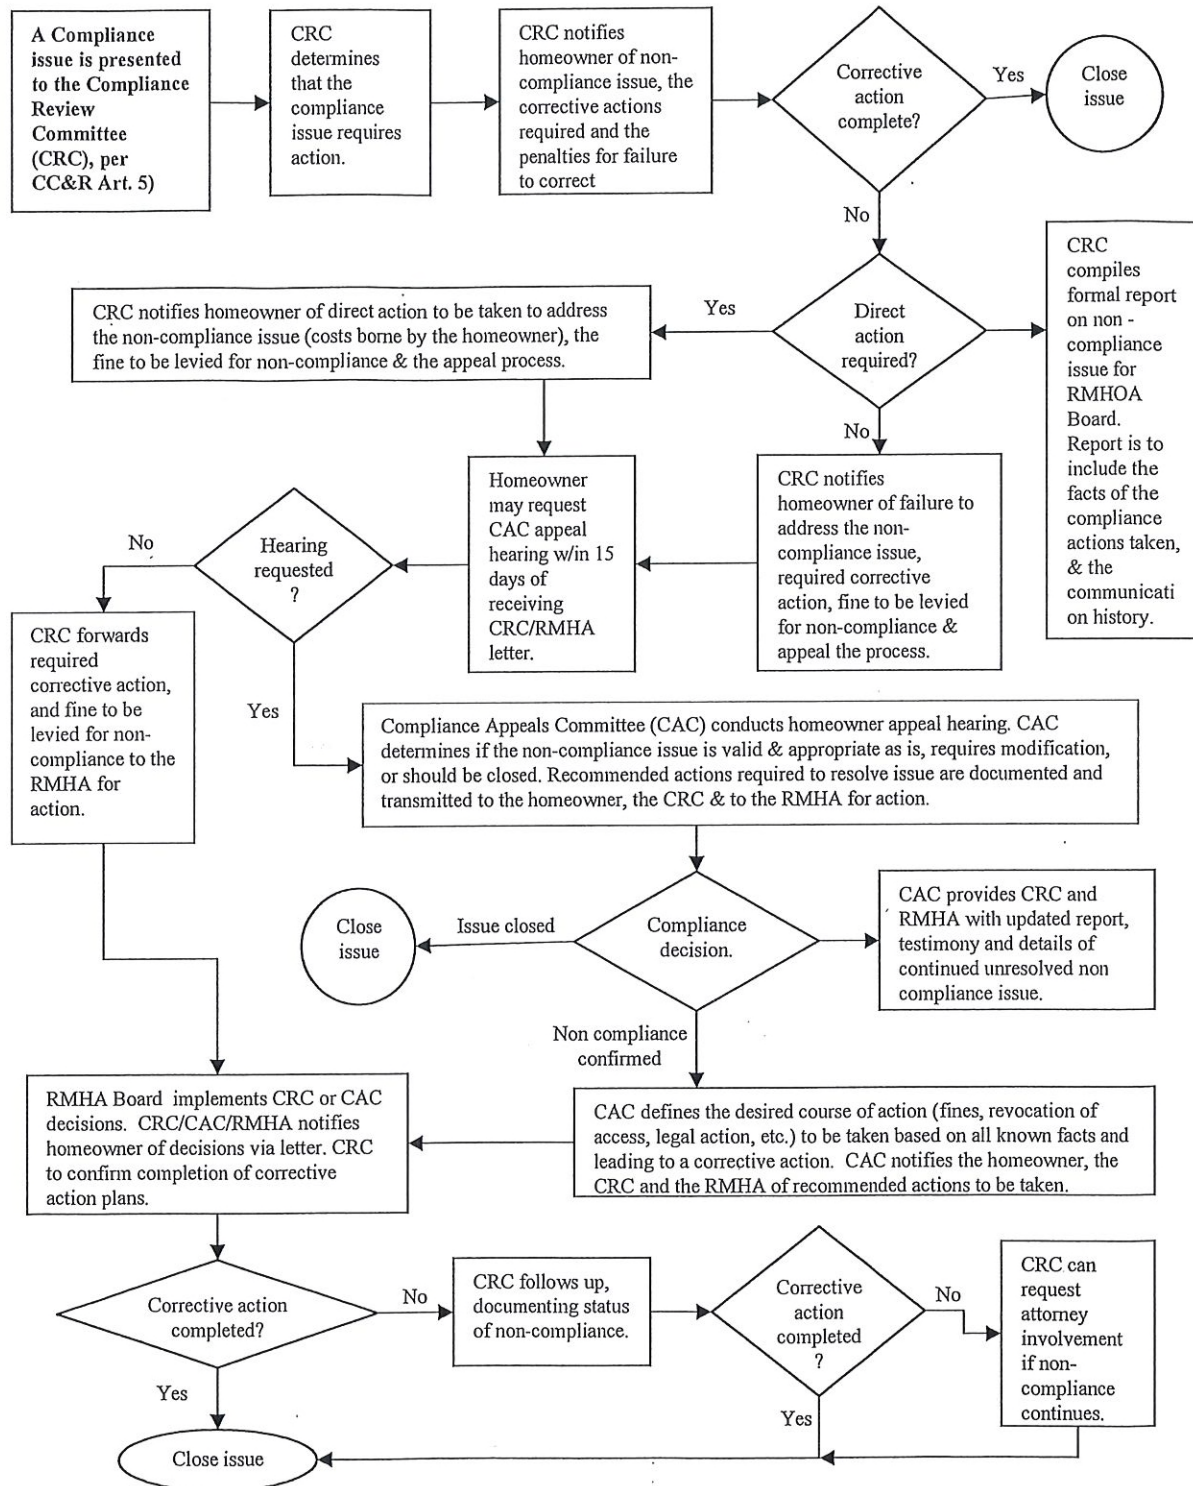 A Compliance
issue is presented
to the Compliance
Review
Committee
(CRC), per
CC&R Art. 5)
CRC
determines
that the
compliance
issue requires
action.
CRC notifies
homeowner of non-
compliance issue, the
corrective actions
required and the
penalties for failure
to correct
Corrective
action
complete?
Yes
Close
issue
No
CRC notifies homeowner of direct action to be taken to address
the non-compliance issue (costs borne by the homeowner), the
fine to be levied for non-compliance & the appeal process.
Yes
Direct
action
required?
CRC
compiles
formal report
on non -
compliance
issue for
RMHOA
Board.
Report is to
include the
facts of the
compliance
actions taken,
& the
communicati
on history.
No
CRC notifies
homeowner of failure to
address the non-
compliance issue,
required corrective
action, fine to be levied
for non-compliance &
appeal the process.
Homeowner
may request
CAC appeal
hearing w/in 15
days of
receiving
CRC/RMHA
letter.
Hearing
requested
?
No
CRC forwards
required
corrective action,
and fine to be
levied for non-
compliance to the
RMHA for
action.
Yes
Compliance Appeals Committee (CAC) conducts homeowner appeal hearing. CAC
determines if the non-compliance issue is valid & appropriate as is, requires modification,
or should be closed. Recommended actions required to resolve issue are documented and
transmitted to the homeowner, the CRC & to the RMHA for action.
Close
issue
Issue closed
Compliance
decision.
CAC provides CRC and
RMHA with updated report,
testimony and details of
continued unresolved non
compliance issue.
Non compliance
confirmed
RMHA Board implements CRC or CAC
decisions. CRC/CAC/RMHA notifies
homeowner of decisions via letter. CRC
to confirm completion of corrective
action plans.
CAC defines the desired course of action (fines, revocation of
access, legal action, etc.) to be taken based on all known facts and
leading to a corrective action. CAC notifies the homeowner, the
CRC and the RMHA of recommended actions to be taken.
Corrective action
completed?
No
CRC follows up,
documenting status
of non-compliance.
Corrective
action
completed
?
No
CRC can
request
attorney
involvement
if non-
compliance
continues.
Yes
Yes
Close issue